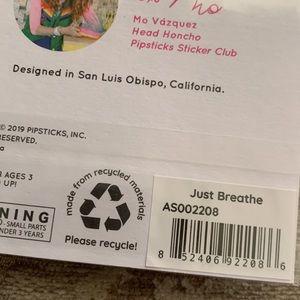 Mo Vázquez
Head Honcho
Pipsticks Sticker Club
Designed in San Luis Obispo, California.
© 2019 PIPSTICKS, INC.
RESERVED.
AGES 3
UP!
made from recycled materials
Please recycle!
NING
SMALL PARTS
UNDER 3 YEARS
Just Breathe
AS002208
8 52406 92208 6